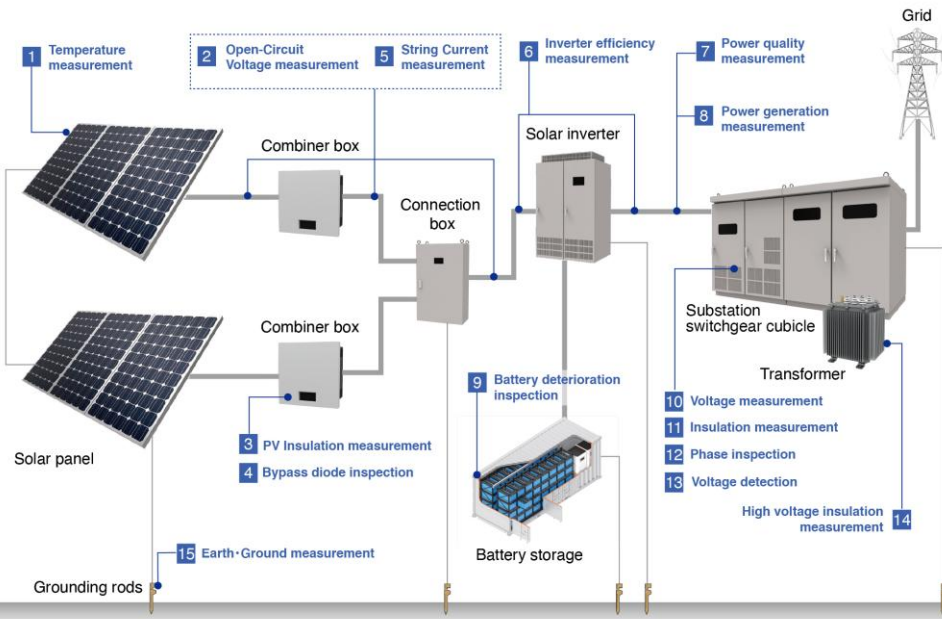 Grid
1 Temperature
measurement
2 Open-Circuit
Voltage measurement
5 String Current
measurement
6 Inverter efficiency
measurement
7 Power quality
measurement
8 Power generation
measurement
Solar inverter
Combiner box
Connection
box
Substation
switchgear cubicle
Combiner box
Transformer
9 Battery deterioration
inspection
10 Voltage measurement
11 Insulation measurement
12 Phase inspection
13 Voltage detection
3 PV Insulation measurement
4 Bypass diode inspection
Solar panel
High voltage insulation
measurement 14
15 Earth・Ground measurement
Battery storage
Grounding rods